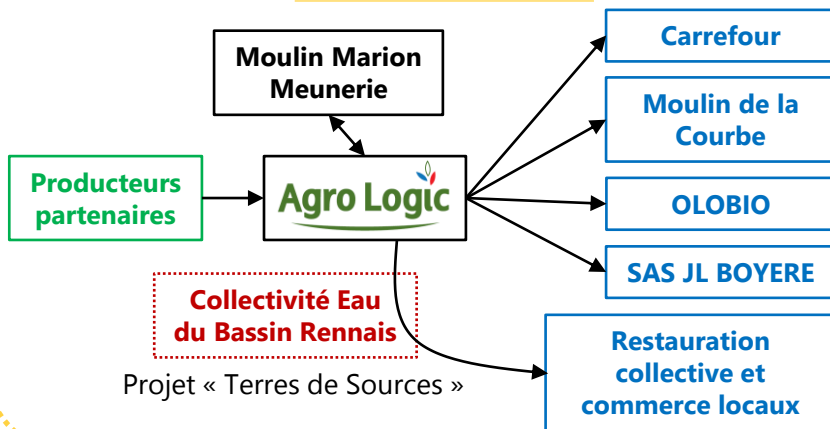 Moulin Marion
Meunerie
Producteurs
partenaires
Agro Logic
Carrefour
Moulin de la
Courbe
OLOBIO
SAS JL BOYERE
Collectivité Eau
du Bassin Rennais
Projet « Terres de Sources »
Restauration
collective et
commerce locaux